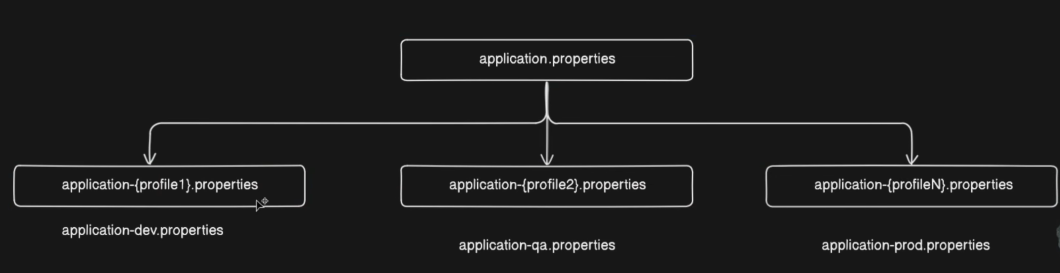 application.properties
application-{profile1}.properties
application-{profile2}.properties
application-{profileN}.properties
application-dev.properties
application-qa.properties
application-prod.properties